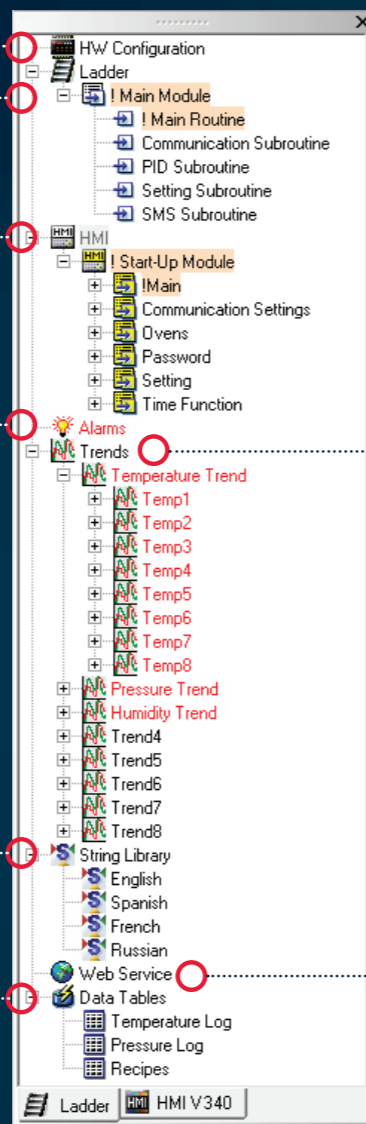 HW Configuration
Ladder
! Main Module
! Main Routine
Communication Subroutine
PID Subroutine
Setting Subroutine
SMS Subroutine
HMI HMI
HMI ! Start-Up Module
!Main
Communication Settings
Ovens
Password
Setting
Time Function
Alarms
Trends
Temperature Trend
Temp1
Temp2
Temp3
Temp4
Temp5
Temp6
Temp7
Temp8
Pressure Trend
Humidity Trend
Trend4
Trend5
Trend6
Trend7
Trend8
S String Library
S English
S Spanish
S French
S Russian
Web Service
Data Tables
Temperature Log
Pressure Log
Recipes
Ladder HMI HMI V340